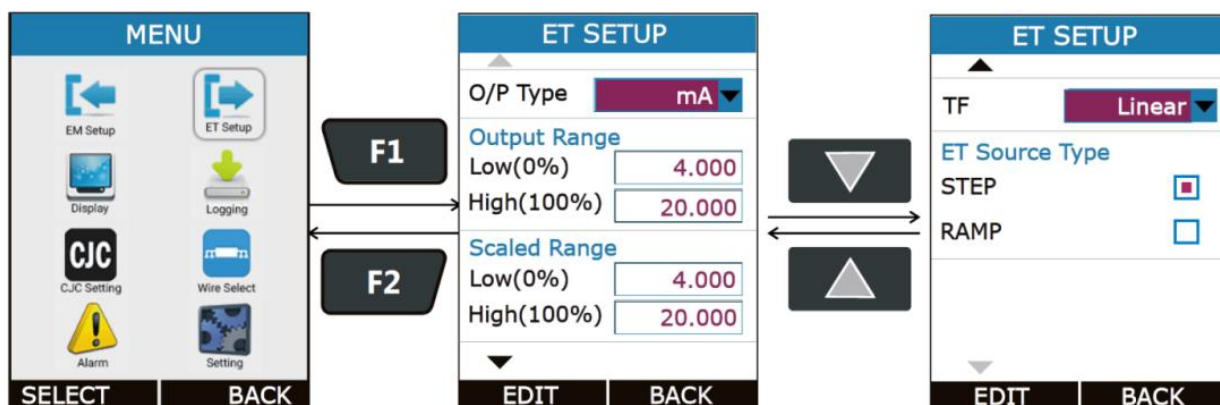 MENU
EM Setup
ET Setup
Display
Logging
CJC
CJC Setting
Wire Select
Alarm
Setting
SELECT BACK
F1
F2
ET SETUP
O/P Type mA
Output Range
Low(0%) 4.000
High(100%) 20.000
Scaled Range
Low(0%) 4.000
High(100%) 20.000
EDIT BACK
ET SETUP
TF Linear
ET Source Type
STEP
RAMP
EDIT BACK